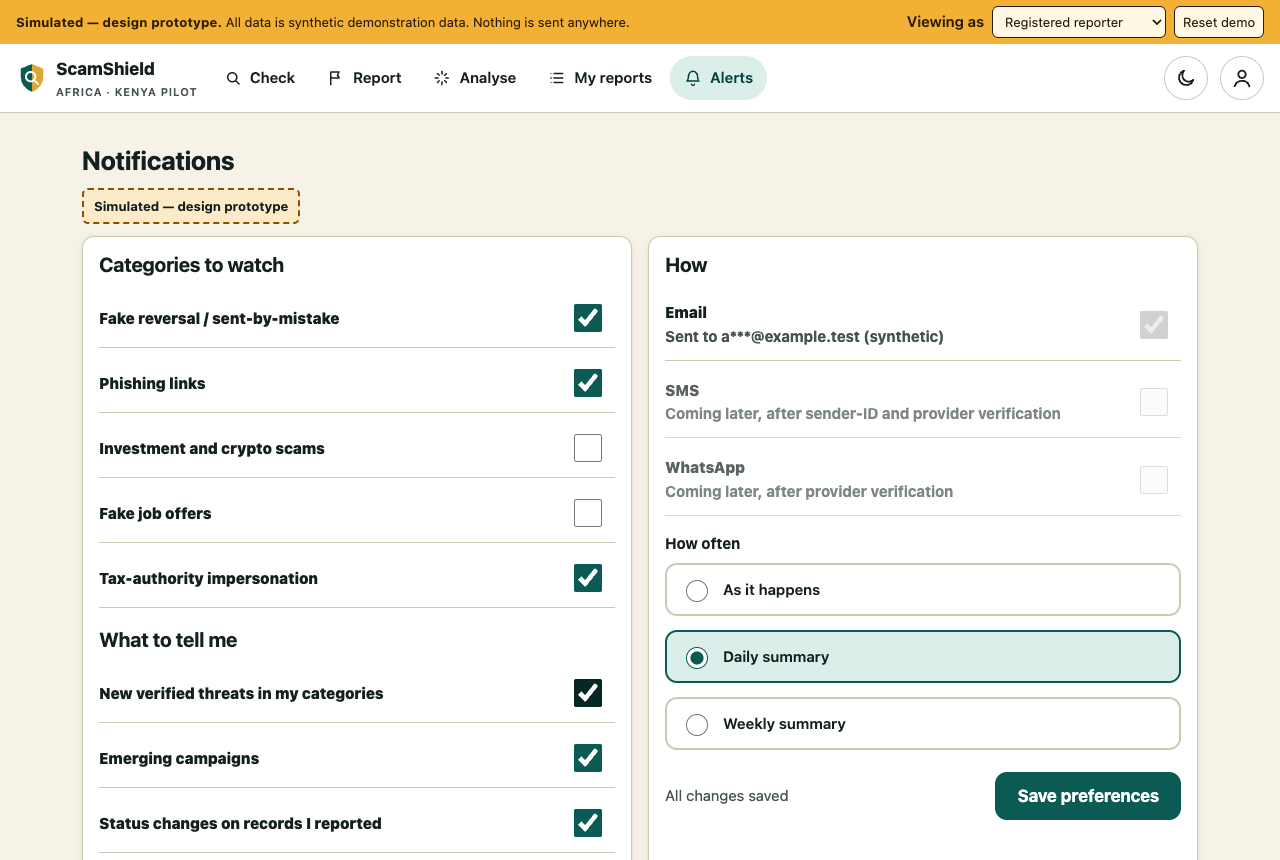 Simulated — design prototype. All data is synthetic demonstration data. Nothing is sent anywhere.
Viewing as
Registered reporter
Reset demo
ScamShield
AFRICA · KENYA PILOT
Check
Report
Analyse
My reports
Alerts
Notifications
Simulated — design prototype
Categories to watch
Fake reversal / sent-by-mistake
Phishing links
Investment and crypto scams
Fake job offers
Tax-authority impersonation
What to tell me
New verified threats in my categories
Emerging campaigns
Status changes on records I reported
How
Email
Sent to a***@example.test (synthetic)
SMS
Coming later, after sender-ID and provider verification
WhatsApp
Coming later, after provider verification
How often
As it happens
Daily summary
Weekly summary
All changes saved
Save preferences